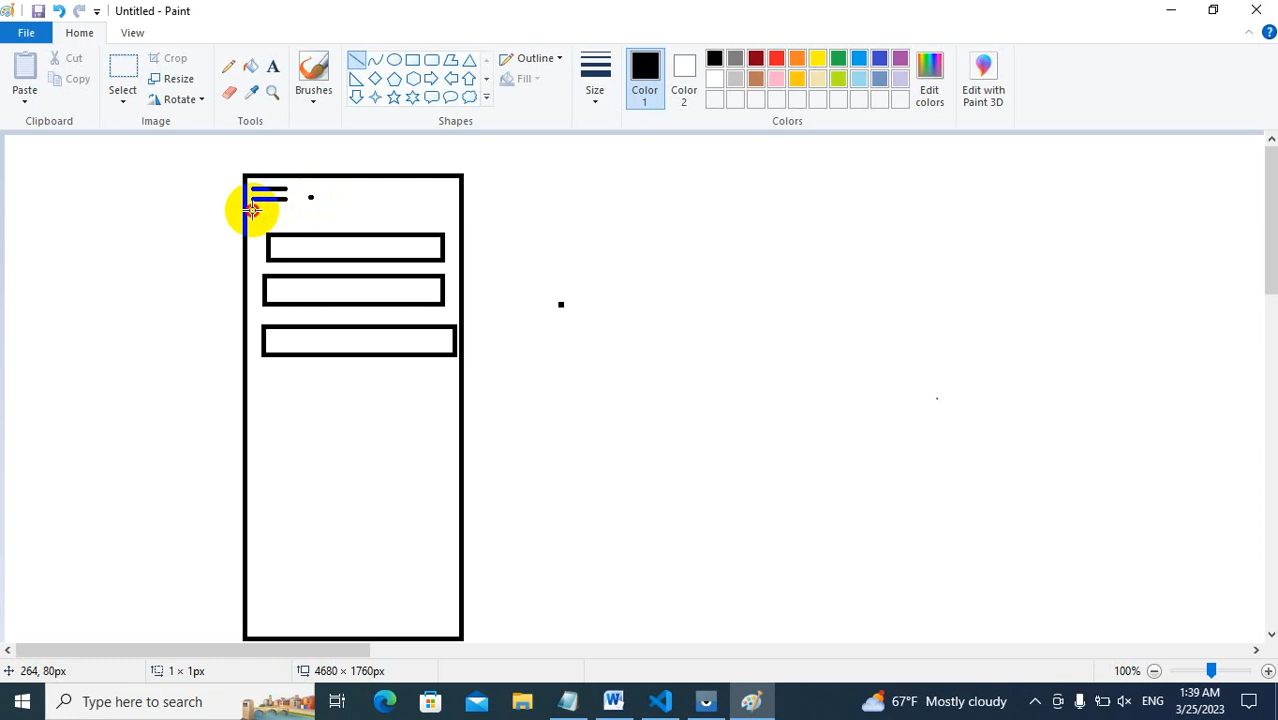 Untitled - Paint
File
Home
View
Paste
Cut
Copy
Clipboard
Select
Crop
Resize
Rotate
Image
Tools
Brushes
Outline
Fill
Shapes
Size
Color 1
Color 2
Edit colors
Colors
Edit with Paint 3D
264, 80px
1 × 1px
4680 × 1760px
100%
Type here to search
67°F Mostly cloudy
ENG
1:39 AM
3/25/2023